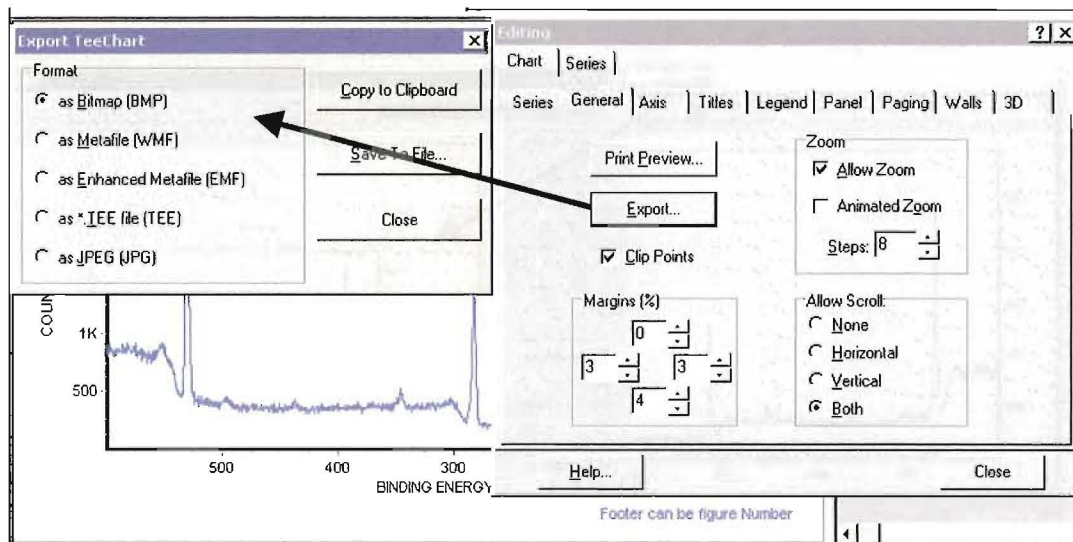 Export TeeChart
Format
as Bitmap (BMP)
as Metafile (WMF)
as Enhanced Metafile (EMF)
as *.TEE file (TEE)
as JPEG (JPG)
Copy to Clipboard
Save To File...
Close
Editing
Chart
Series
Series
General
Axis
Titles
Legend
Panel
Paging
Walls
3D
Print Preview...
Export...
Clip Points
Zoom
Allow Zoom
Animated Zoom
Steps: 8
Margins (%)
0
3
3
4
Allow Scroll:
None
Horizontal
Vertical
Both
Help...
Close
1K
500
500
400
300
BINDING ENERGY
Footer can be figure Number